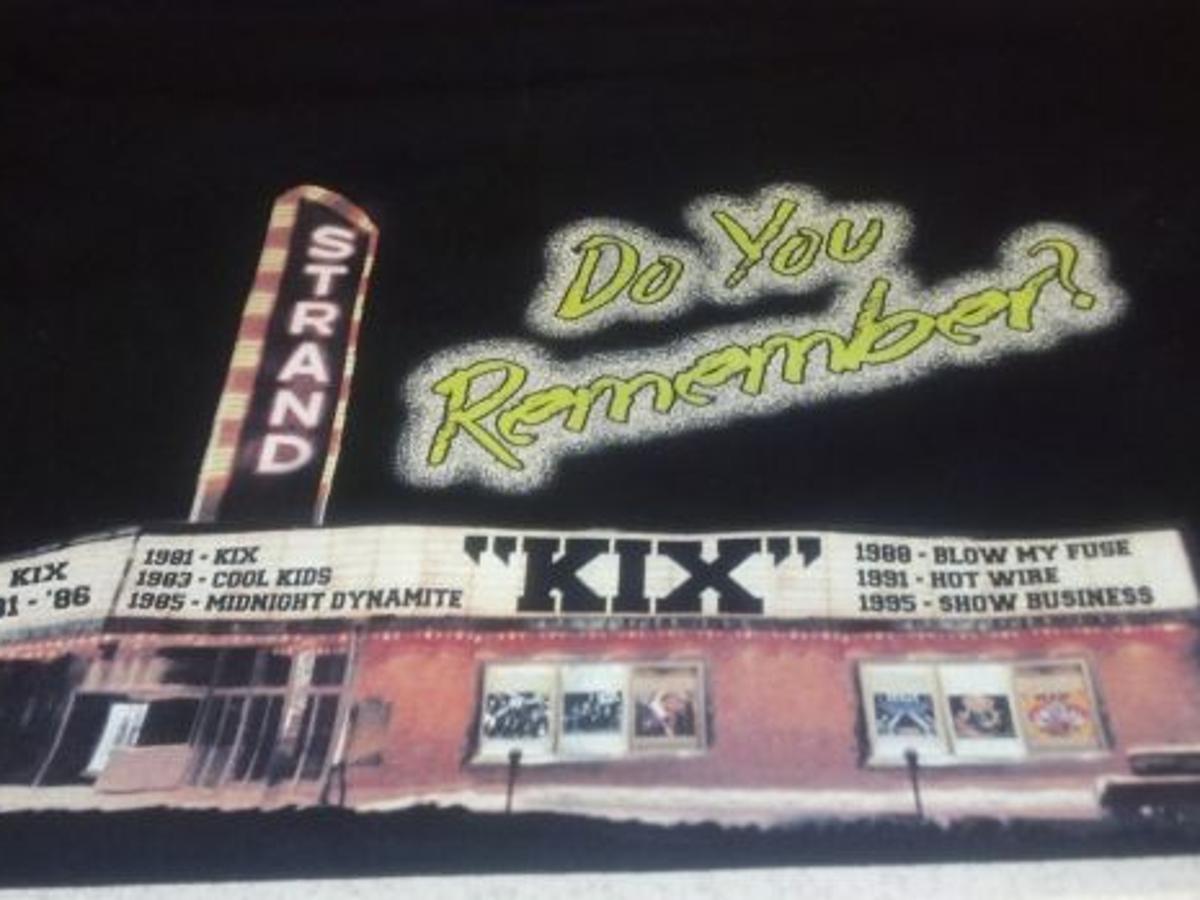 STRAND
Do You
Remember?
KIX
1981 - KIX
1983 - COOL KIDS
1985 - MIDNIGHT DYNAMITE
"KIX"
1988 - BLOW MY FUSE
1991 - HOT WIRE
1995 - SHOW BUSINESS
- '86